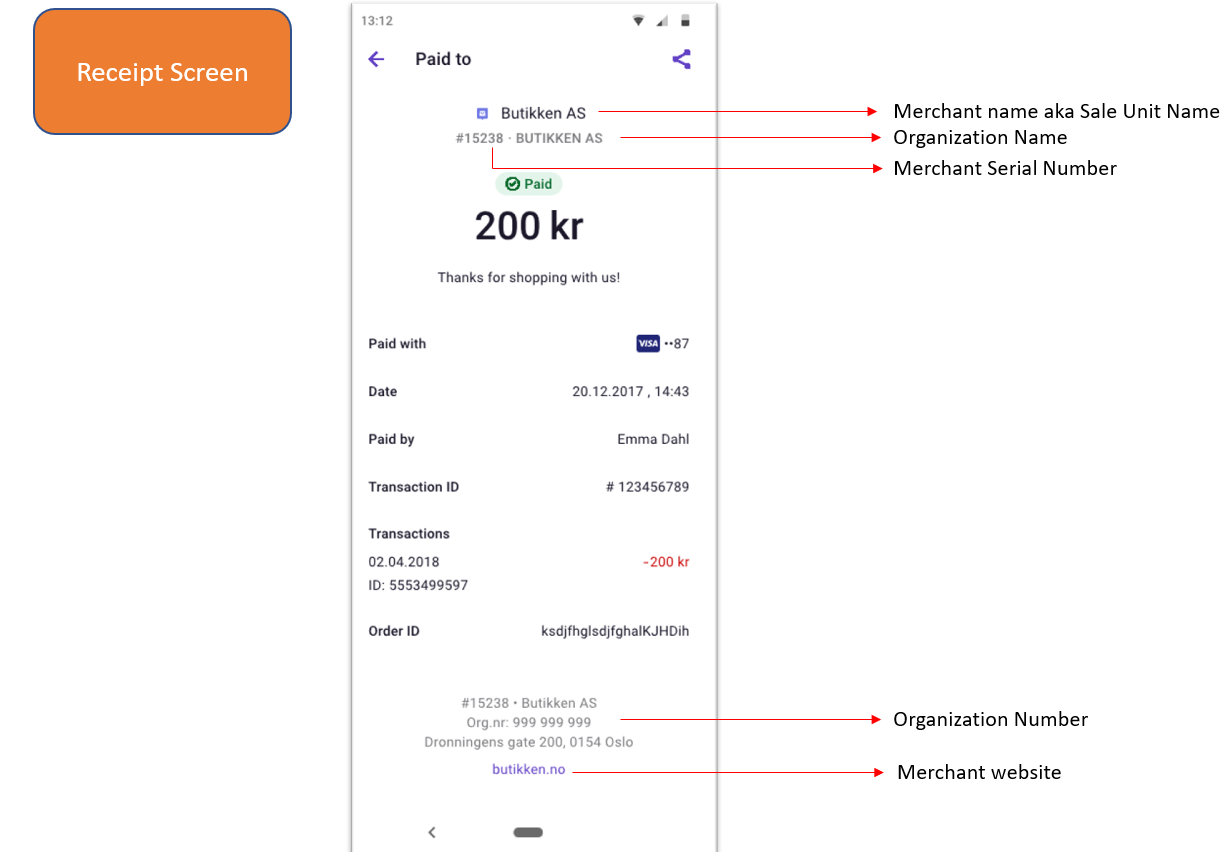 Receipt Screen
13:12
Paid to
Butikken AS
Merchant name aka Sale Unit Name
#15238 · BUTIKKEN AS
Organization Name
Merchant Serial Number
Paid
200 kr
Thanks for shopping with us!
Paid with VISA ••87
Date 20.12.2017 , 14:43
Paid by Emma Dahl
Transaction ID # 123456789
Transactions
02.04.2018 -200 kr
ID: 5553499597
Order ID ksdjfhglsdjfghalKJHDih
#15238 • Butikken AS
Org.nr: 999 999 999
Organization Number
Dronningens gate 200, 0154 Oslo
butikken.no
Merchant website